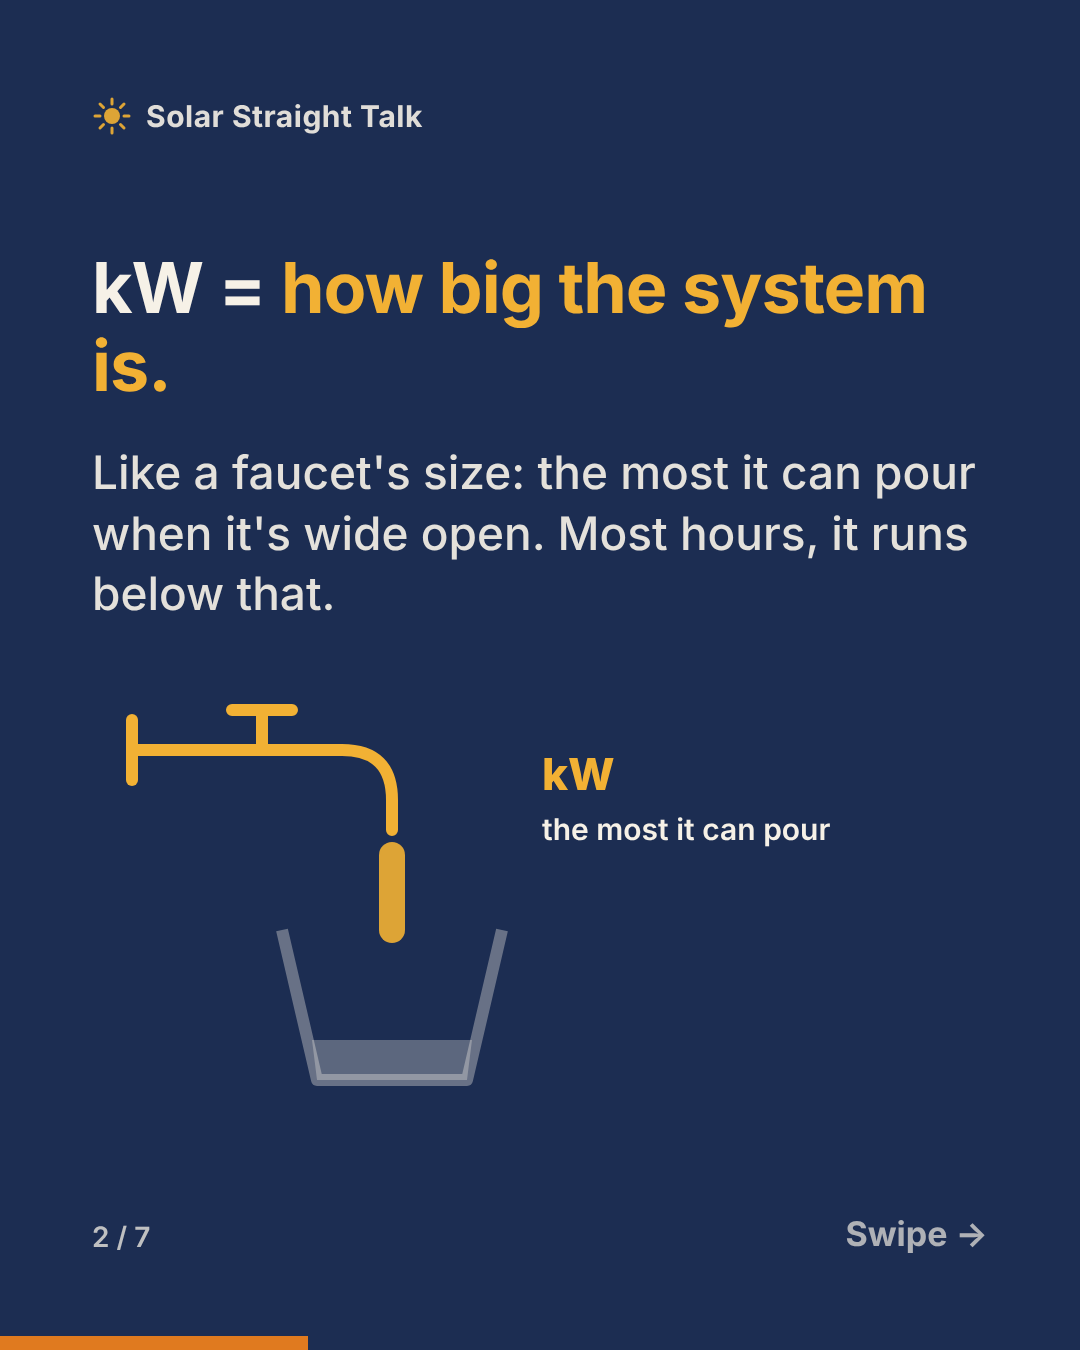 Solar Straight Talk
kW = how big the system
is.
Like a faucet's size: the most it can pour
when it's wide open. Most hours, it runs
below that.
kW
the most it can pour
2 / 7
Swipe →